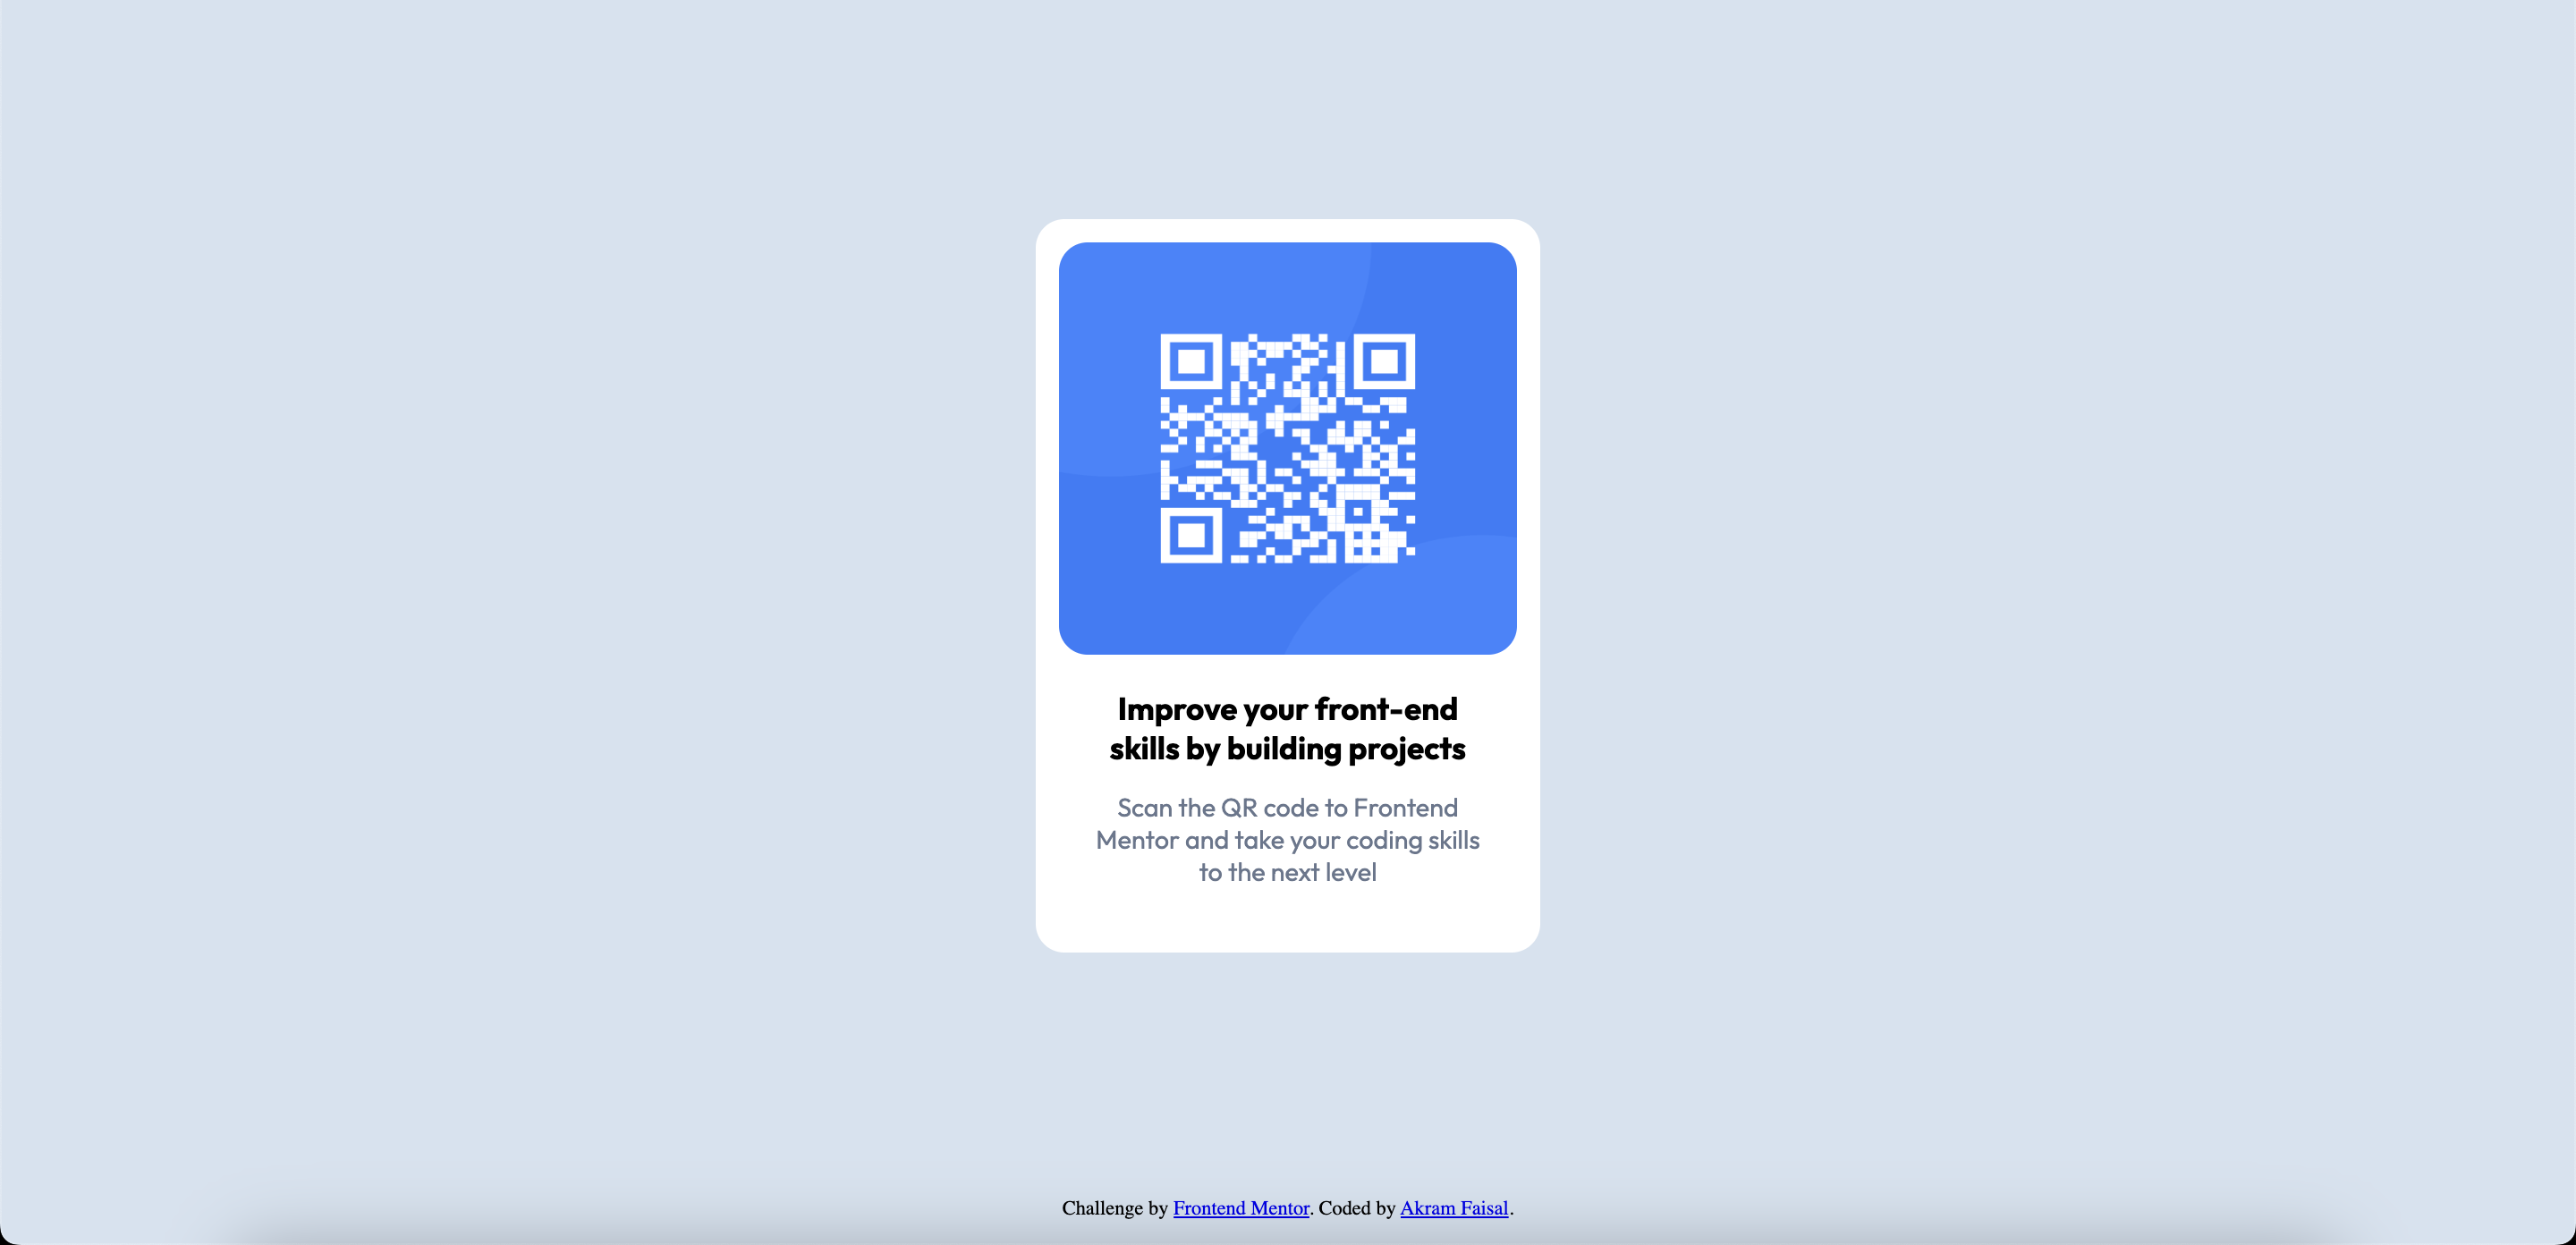 Improve your front-end
skills by building projects
Scan the QR code to Frontend
Mentor and take your coding skills
to the next level
Challenge by Frontend Mentor. Coded by Akram Faisal.